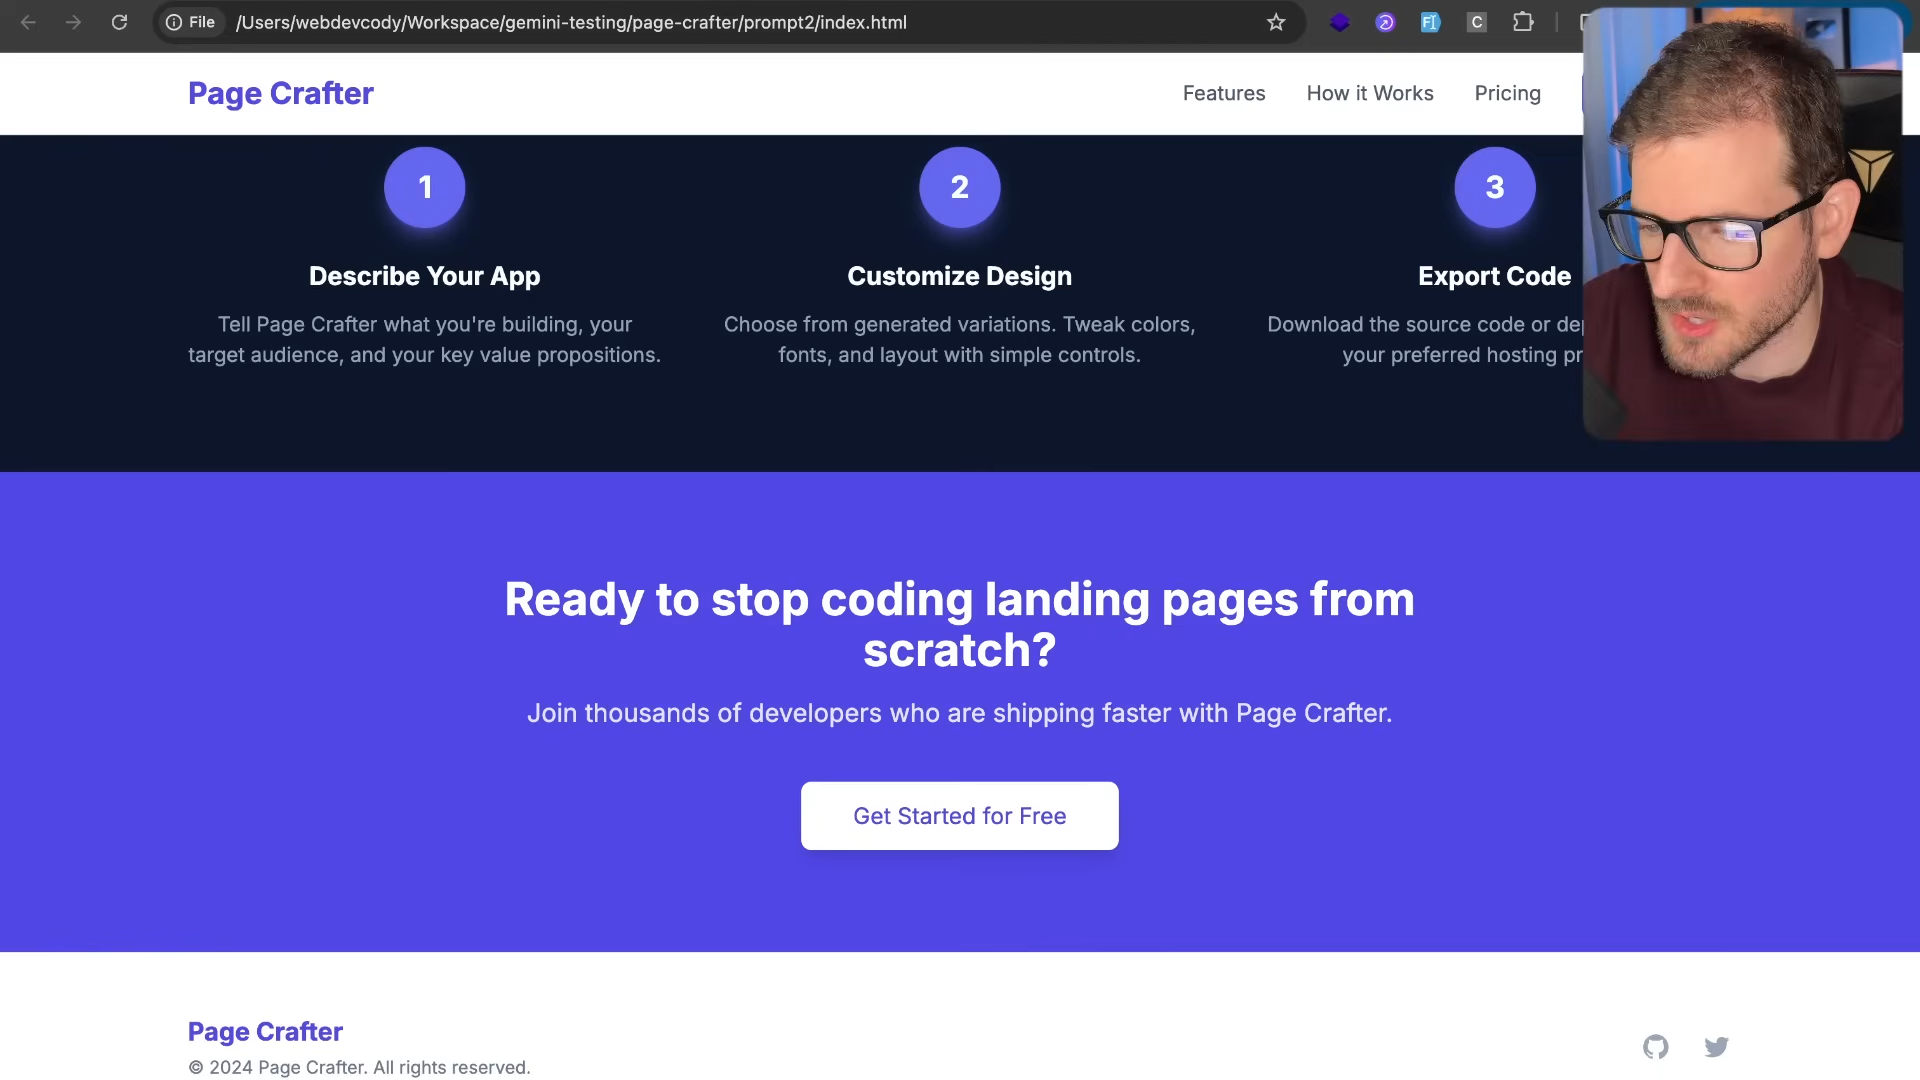 File /Users/webdevcody/Workspace/gemini-testing/page-crafter/prompt2/index.html
FI
C
Page Crafter
Features
How it Works
Pricing
1
2
3
Describe Your App
Customize Design
Export Code
Tell Page Crafter what you're building, your
target audience, and your key value propositions.
Choose from generated variations. Tweak colors,
fonts, and layout with simple controls.
Download the source code or
your preferred hosting
Ready to stop coding landing pages from
scratch?
Join thousands of developers who are shipping faster with Page Crafter.
Get Started for Free
Page Crafter
© 2024 Page Crafter. All rights reserved.